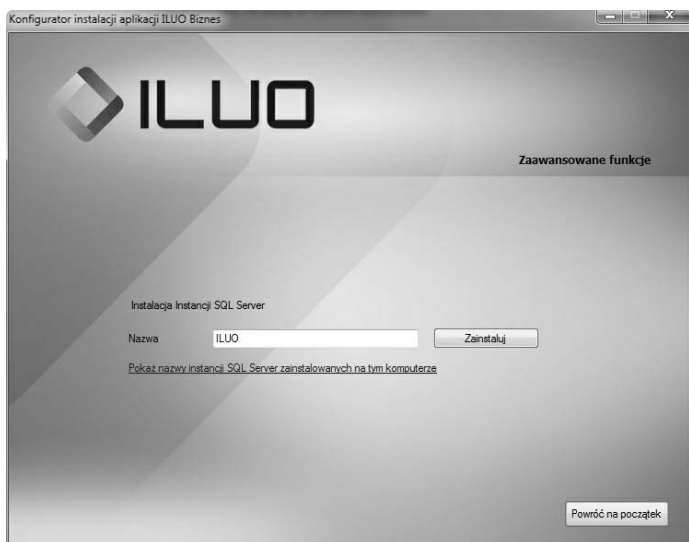 Konfigurator instalacji aplikacji ILUO Biznes
ILUO
Zaawansowane funkcje
Instalacja Instancji SQL Server
Nazwa ILUO Zainstaluj
Pokaż nazwy instancji SQL Server zainstalowanych na tym komputerze
Powróć na początek